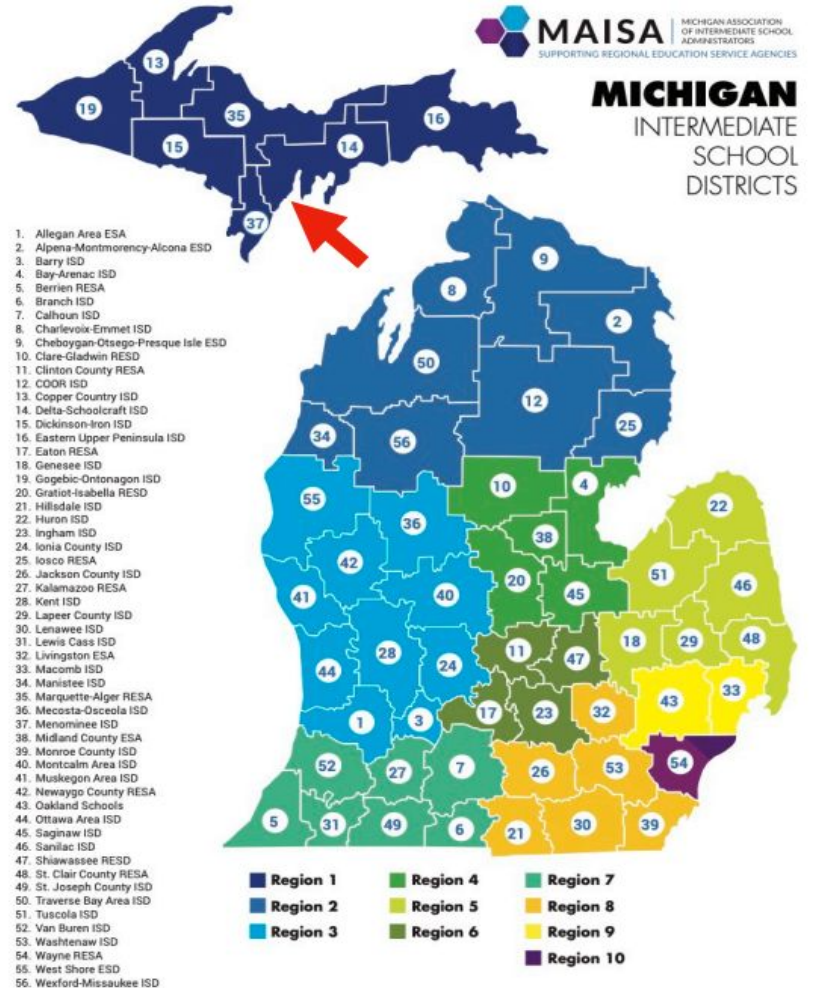 MAISA
MICHIGAN ASSOCIATION
OF INTERMEDIATE SCHOOL
ADMINISTRATORS
SUPPORTING REGIONAL EDUCATION SERVICE AGENCIES
MICHIGAN
INTERMEDIATE
SCHOOL
DISTRICTS
13
19
35
16
15
14
37
1. Allegan Area ESA
2. Alpena-Montmorency-Alcona ESD
3. Barry ISD
4. Bay-Arenac ISD
5. Berrien RESA
6. Branch ISD
7. Calhoun ISD
8. Charlevoix-Emmet ISD
9. Cheboygan-Otsego-Presque Isle ESD
10. Clare-Gladwin RESD
11. Clinton County RESA
12. COOR ISD
13. Copper Country ISD
14. Delta-Schoolcraft ISD
15. Dickinson-Iron ISD
16. Eastern Upper Peninsula ISD
17. Eaton RESA
18. Genesee ISD
19. Gogebic-Ontonagon ISD
20. Gratiot-Isabella RESD
21. Hillsdale ISD
22. Huron ISD
23. Ingham ISD
24. Ionia County ISD
25. Iosco RESA
26. Jackson County ISD
27. Kalamazoo RESA
28. Kent ISD
29. Lapeer County ISD
30. Lenawee ISD
31. Lewis Cass ISD
32. Livingston ESA
33. Macomb ISD
34. Manistee ISD
35. Marquette-Alger RESA
36. Mecosta-Osceola ISD
37. Menominee ISD
38. Midland County ESA
39. Monroe County ISD
40. Montcalm Area ISD
41. Muskegon Area ISD
42. Newaygo County RESA
43. Oakland Schools
44. Ottawa Area ISD
45. Saginaw ISD
46. Sanilac ISD
47. Shiawassee RESD
48. St. Clair County RESA
49. St. Joseph County ISD
50. Traverse Bay Area ISD
51. Tuscola ISD
52. Van Buren ISD
53. Washtenaw ISD
54. Wayne RESA
55. West Shore ESD
56. Wexford-Missaukee ISD
9
8
2
50
12
25
34
56
10
4
55
22
36
38
42
51
20
46
41
40
45
11
18
29
48
28
47
24
44
33
43
17
23
32
1
3
52
27
7
26
53
54
5
31
49
6
21
30
39
Region 1
Region 2
Region 3
Region 4
Region 5
Region 6
Region 7
Region 8
Region 9
Region 10